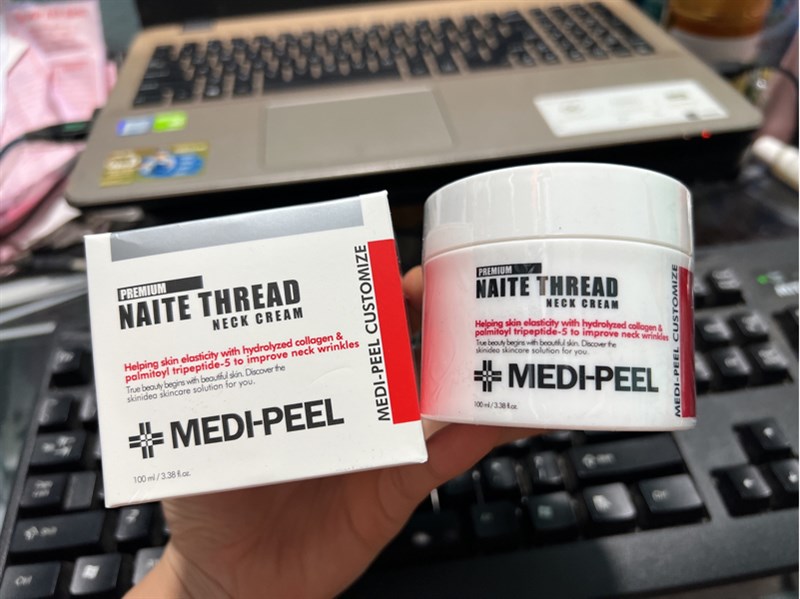 PREMIUM
NAITE THREAD
NECK CREAM
Helping skin elasticity with hydrolyzed collagen &
palmitoyl tripeptide-5 to improve neck wrinkles
True beauty begins with beautiful skin. Discover the
skinidea skincare solution for you.
MEDI-PEEL
100 ml / 3.38 fl.oz.
MEDI-PEEL CUSTOMIZE
PREMIUM
NAITE THREAD
NECK CREAM
Helping skin elasticity with hydrolyzed collagen &
palmitoyl tripeptide-5 to improve neck wrinkles
True beauty begins with beautiful skin. Discover the
skinidea skincare solution for you.
MEDI-PEEL
100 ml / 3.38 fl.oz.
MEDI-PEEL CUSTOMIZE
Ctrl
Alt
Ctrl